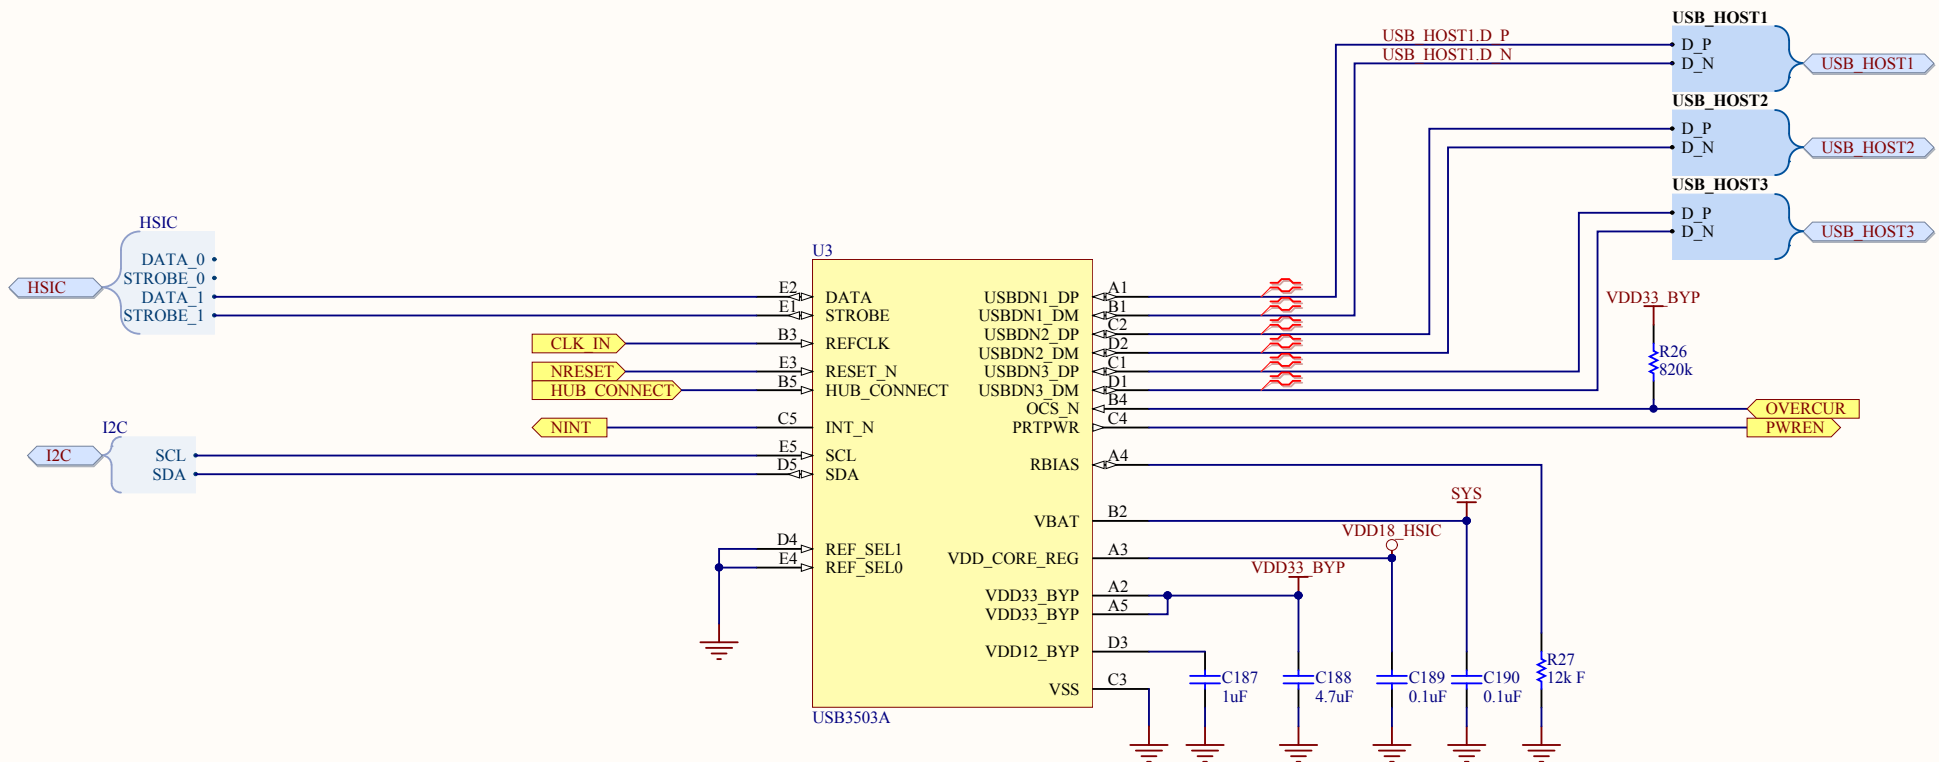 USB_HOST1
USB_HOST1.D_P
D_P
USB_HOST1.D_N
D_N
USB_HOST1
USB_HOST2
D_P
D_N
USB_HOST2
USB_HOST3
D_P
D_N
USB_HOST3
HSIC
DATA_0
STROBE_0
HSIC
DATA_1
STROBE_1
U3
E2
DATA
USBDN1_DP
A1
E1
STROBE
USBDN1_DM
B1
USBDN2_DP
C2
CLK_IN
B3
REFCLK
USBDN2_DM
D2
NRESET
E3
RESET_N
USBDN3_DP
C1
HUB_CONNECT
B5
HUB_CONNECT
USBDN3_DM
D1
VDD33_BYP
R26
820k
OCS_N
B4
OVERCUR
NINT
C5
INT_N
PRTPWR
C4
PWREN
I2C
I2C
SCL
E5
SCL
SDA
D5
SDA
RBIAS
A4
SYS
VBAT
B2
VDD18_HSIC
D4
REF_SEL1
VDD_CORE_REG
A3
E4
REF_SEL0
VDD33_BYP
VDD33_BYP
A2
VDD33_BYP
A5
VDD12_BYP
D3
VSS
C3
C187
1uF
C188
4.7uF
C189
0.1uF
C190
0.1uF
R27
12k F
USB3503A